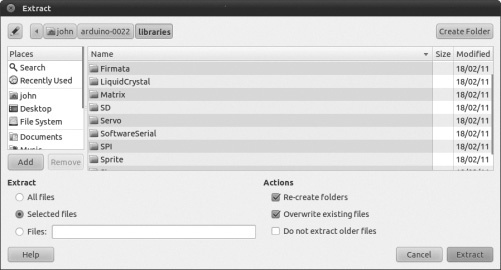 Extract
john arduino-0022 libraries Create Folder
Places
Search
Recently Used
john
Desktop
File System
Documents
Add Remove
Name Size Modified
Firmata 18/02/11
LiquidCrystal 18/02/11
Matrix 18/02/11
SD 18/02/11
Servo 18/02/11
SoftwareSerial 18/02/11
SPI 18/02/11
Sprite 18/02/11
Extract
All files
Selected files
Files:
Actions
Re-create folders
Overwrite existing files
Do not extract older files
Help Cancel Extract